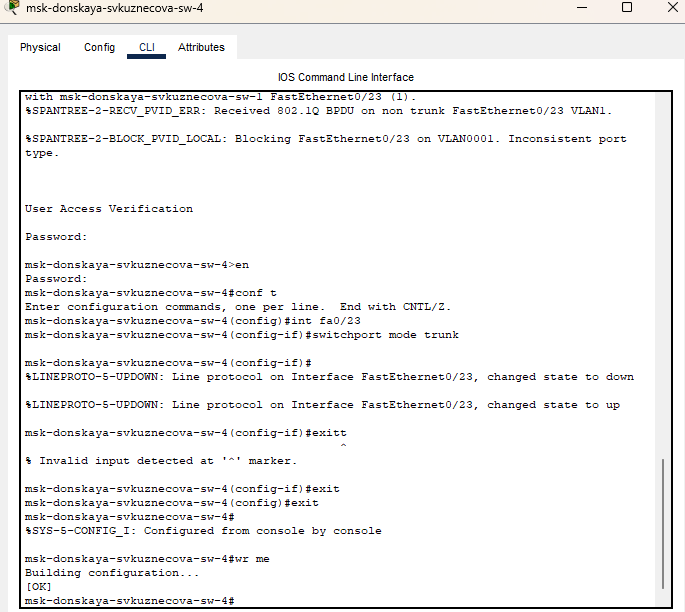 msk-donskaya-svkuznecova-sw-4
Physical Config CLI Attributes
IOS Command Line Interface
with msk-donskaya-svkuznecova-sw-1 FastEthernet0/23 (1).
%SPANTREE-2-RECV_PVID_ERR: Received 802.1Q BPDU on non trunk FastEthernet0/23 VLAN1.
%SPANTREE-2-BLOCK_PVID_LOCAL: Blocking FastEthernet0/23 on VLAN0001. Inconsistent port
type.
User Access Verification
Password:
msk-donskaya-svkuznecova-sw-4>en
Password:
msk-donskaya-svkuznecova-sw-4#conf t
Enter configuration commands, one per line.  End with CNTL/Z.
msk-donskaya-svkuznecova-sw-4(config)#int fa0/23
msk-donskaya-svkuznecova-sw-4(config-if)#switchport mode trunk
msk-donskaya-svkuznecova-sw-4(config-if)#
%LINEPROTO-5-UPDOWN: Line protocol on Interface FastEthernet0/23, changed state to down
%LINEPROTO-5-UPDOWN: Line protocol on Interface FastEthernet0/23, changed state to up
msk-donskaya-svkuznecova-sw-4(config-if)#exitt
^
% Invalid input detected at '^' marker.
msk-donskaya-svkuznecova-sw-4(config-if)#exit
msk-donskaya-svkuznecova-sw-4(config)#exit
msk-donskaya-svkuznecova-sw-4#
%SYS-5-CONFIG_I: Configured from console by console
msk-donskaya-svkuznecova-sw-4#wr me
Building configuration...
[OK]
msk-donskaya-svkuznecova-sw-4#